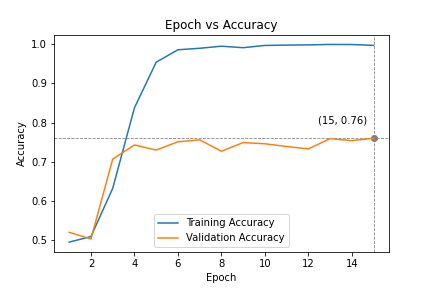 Epoch vs Accuracy
1.0
0.9
0.8
0.7
0.6
0.5
Accuracy
(15, 0.76)
Training Accuracy
Validation Accuracy
2 4 6 8 10 12 14
Epoch